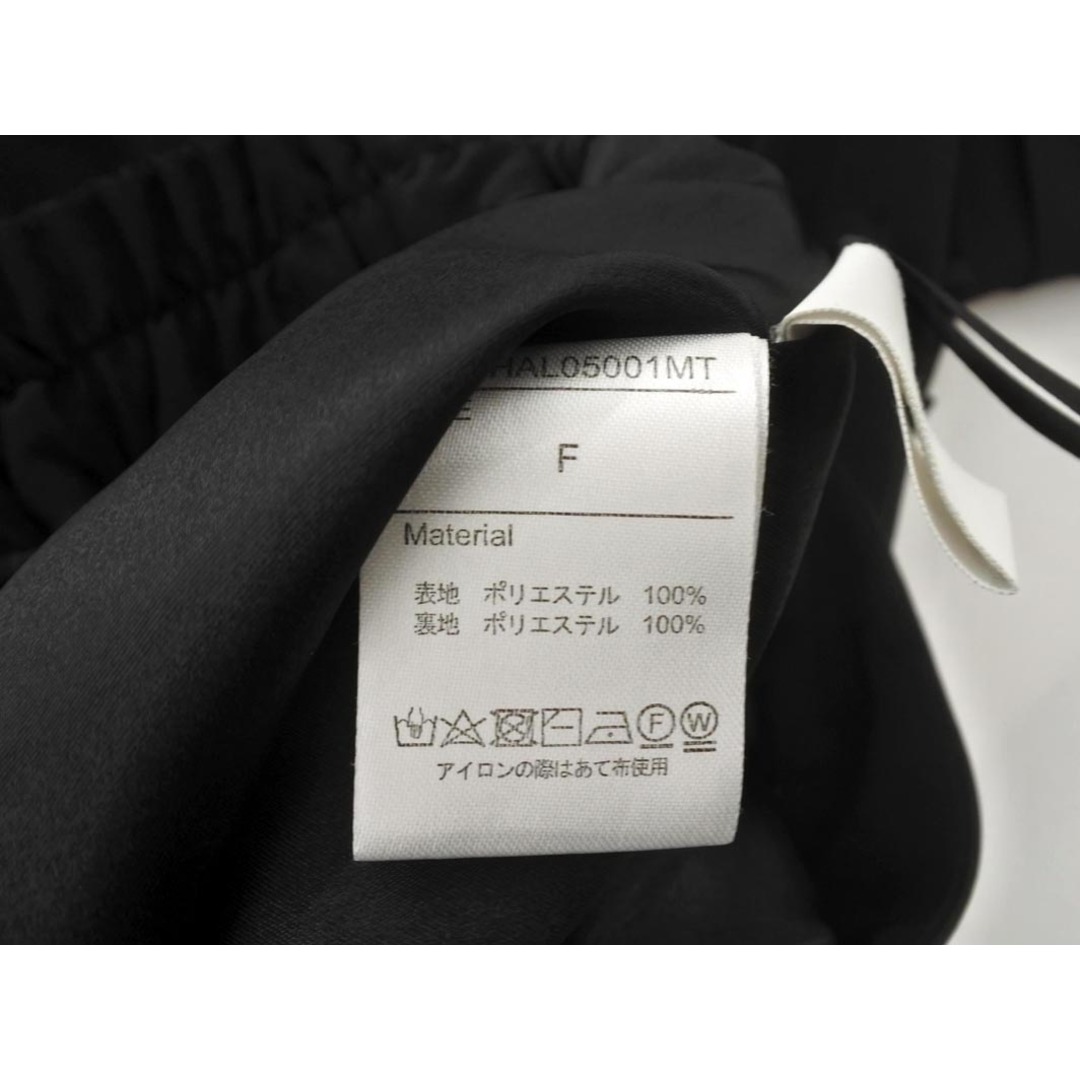 HAL05001MT
F
Material
表地 ポリエステル 100%
裏地 ポリエステル 100%
F W
アイロンの際はあて布使用